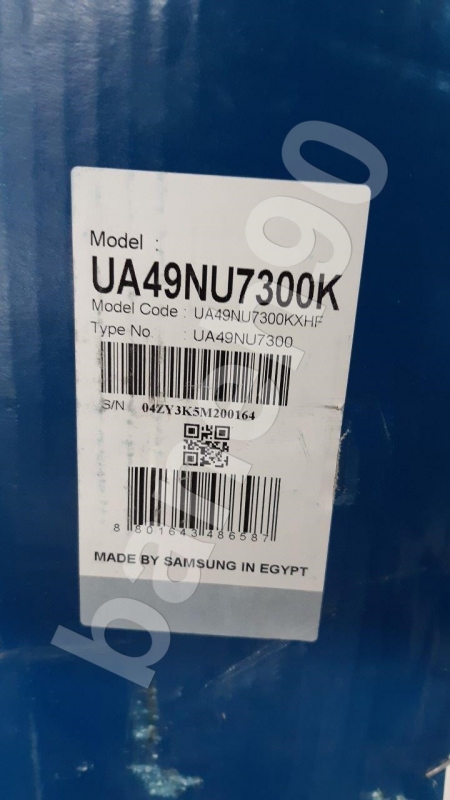 Model :
UA49NU7300K
Model Code : UA49NU7300KXHF
Type No : UA49NU7300
S/N 04ZY3K5M200164
8 801643 486587
MADE BY SAMSUNG IN EGYPT